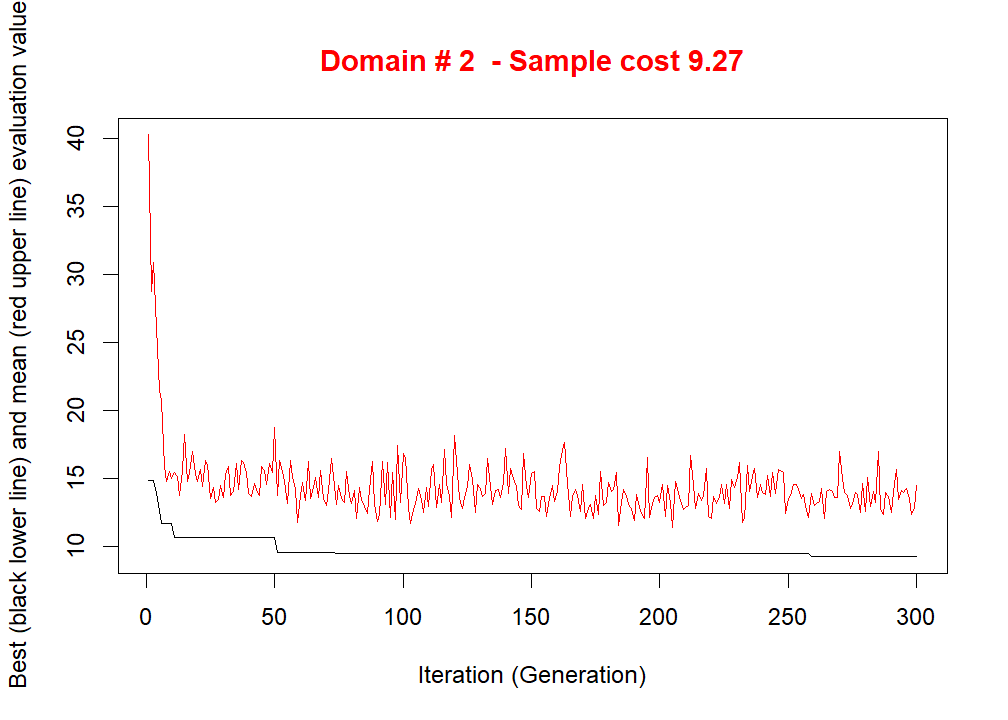 Domain # 2 - Sample cost 9.27
Best (black lower line) and mean (red upper line) evaluation value
40
35
30
25
20
15
10
0 50 100 150 200 250 300
Iteration (Generation)